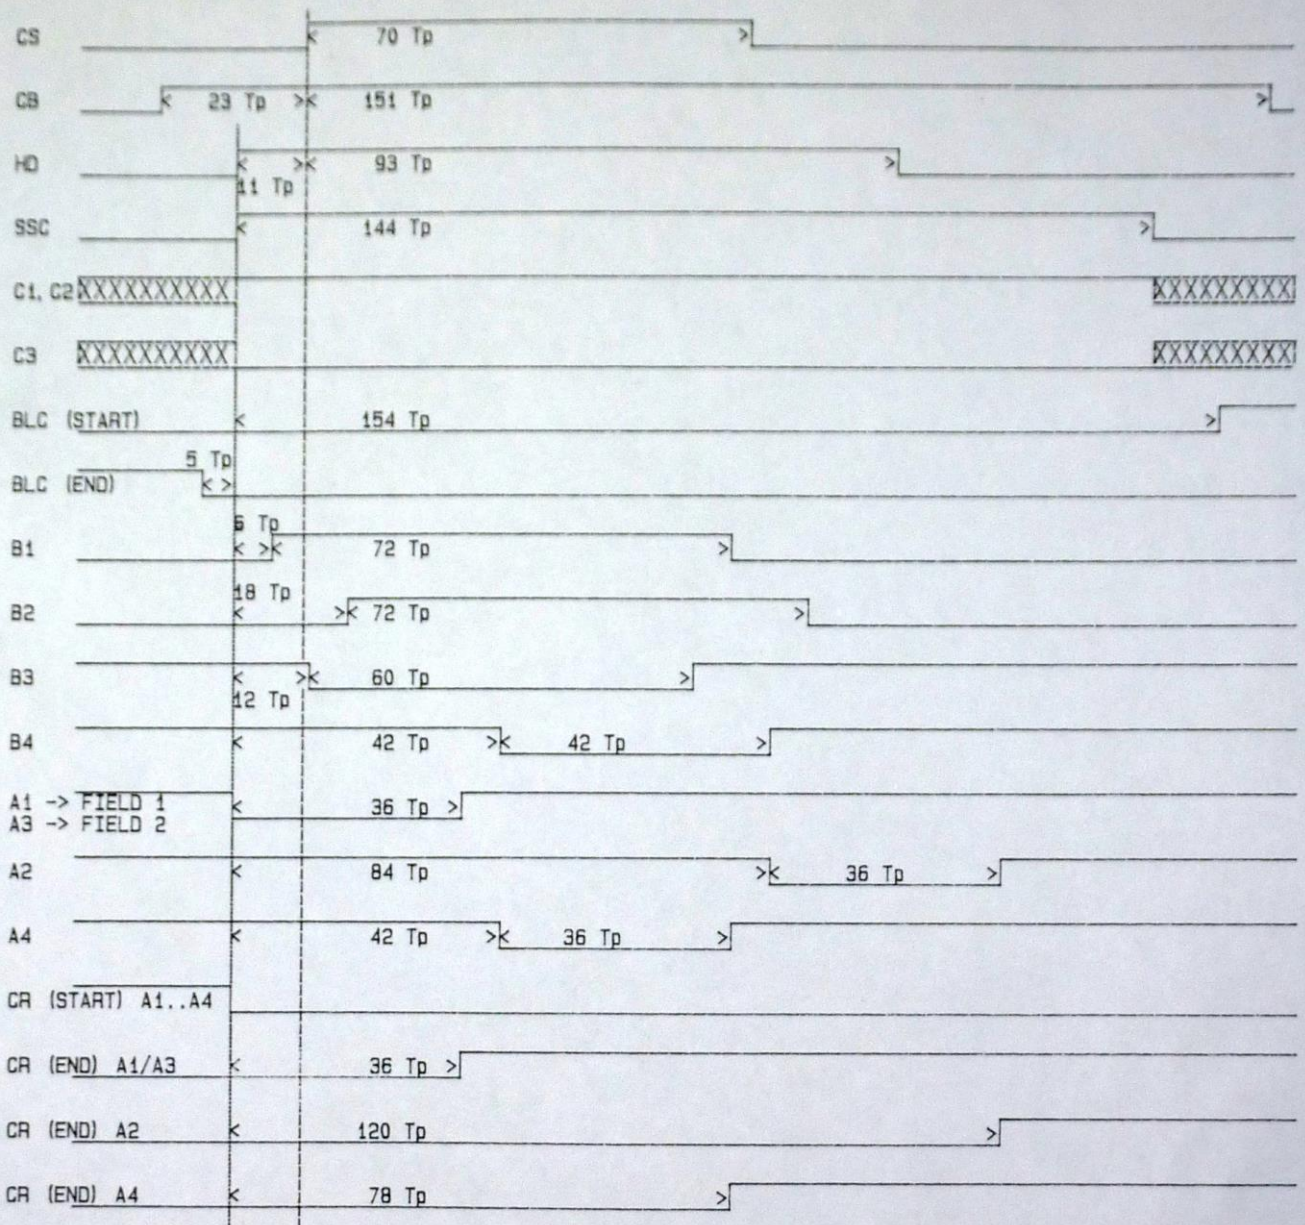 CS 70 Tp
CB 23 Tp 151 Tp
HD 93 Tp
11 Tp
SSC 144 Tp
C1, C2 XXXXXXXXXX XXXXXXXXX
C3 XXXXXXXXXX XXXXXXXXX
BLC (START) 154 Tp
5 Tp
BLC (END)
6 Tp
B1 72 Tp
18 Tp
B2 72 Tp
B3 60 Tp
12 Tp
B4 42 Tp 42 Tp
A1 -> FIELD 1 36 Tp
A3 -> FIELD 2
A2 84 Tp 36 Tp
A4 42 Tp 36 Tp
CR (START) A1..A4
CR (END) A1/A3 36 Tp
CR (END) A2 120 Tp
CR (END) A4 78 Tp